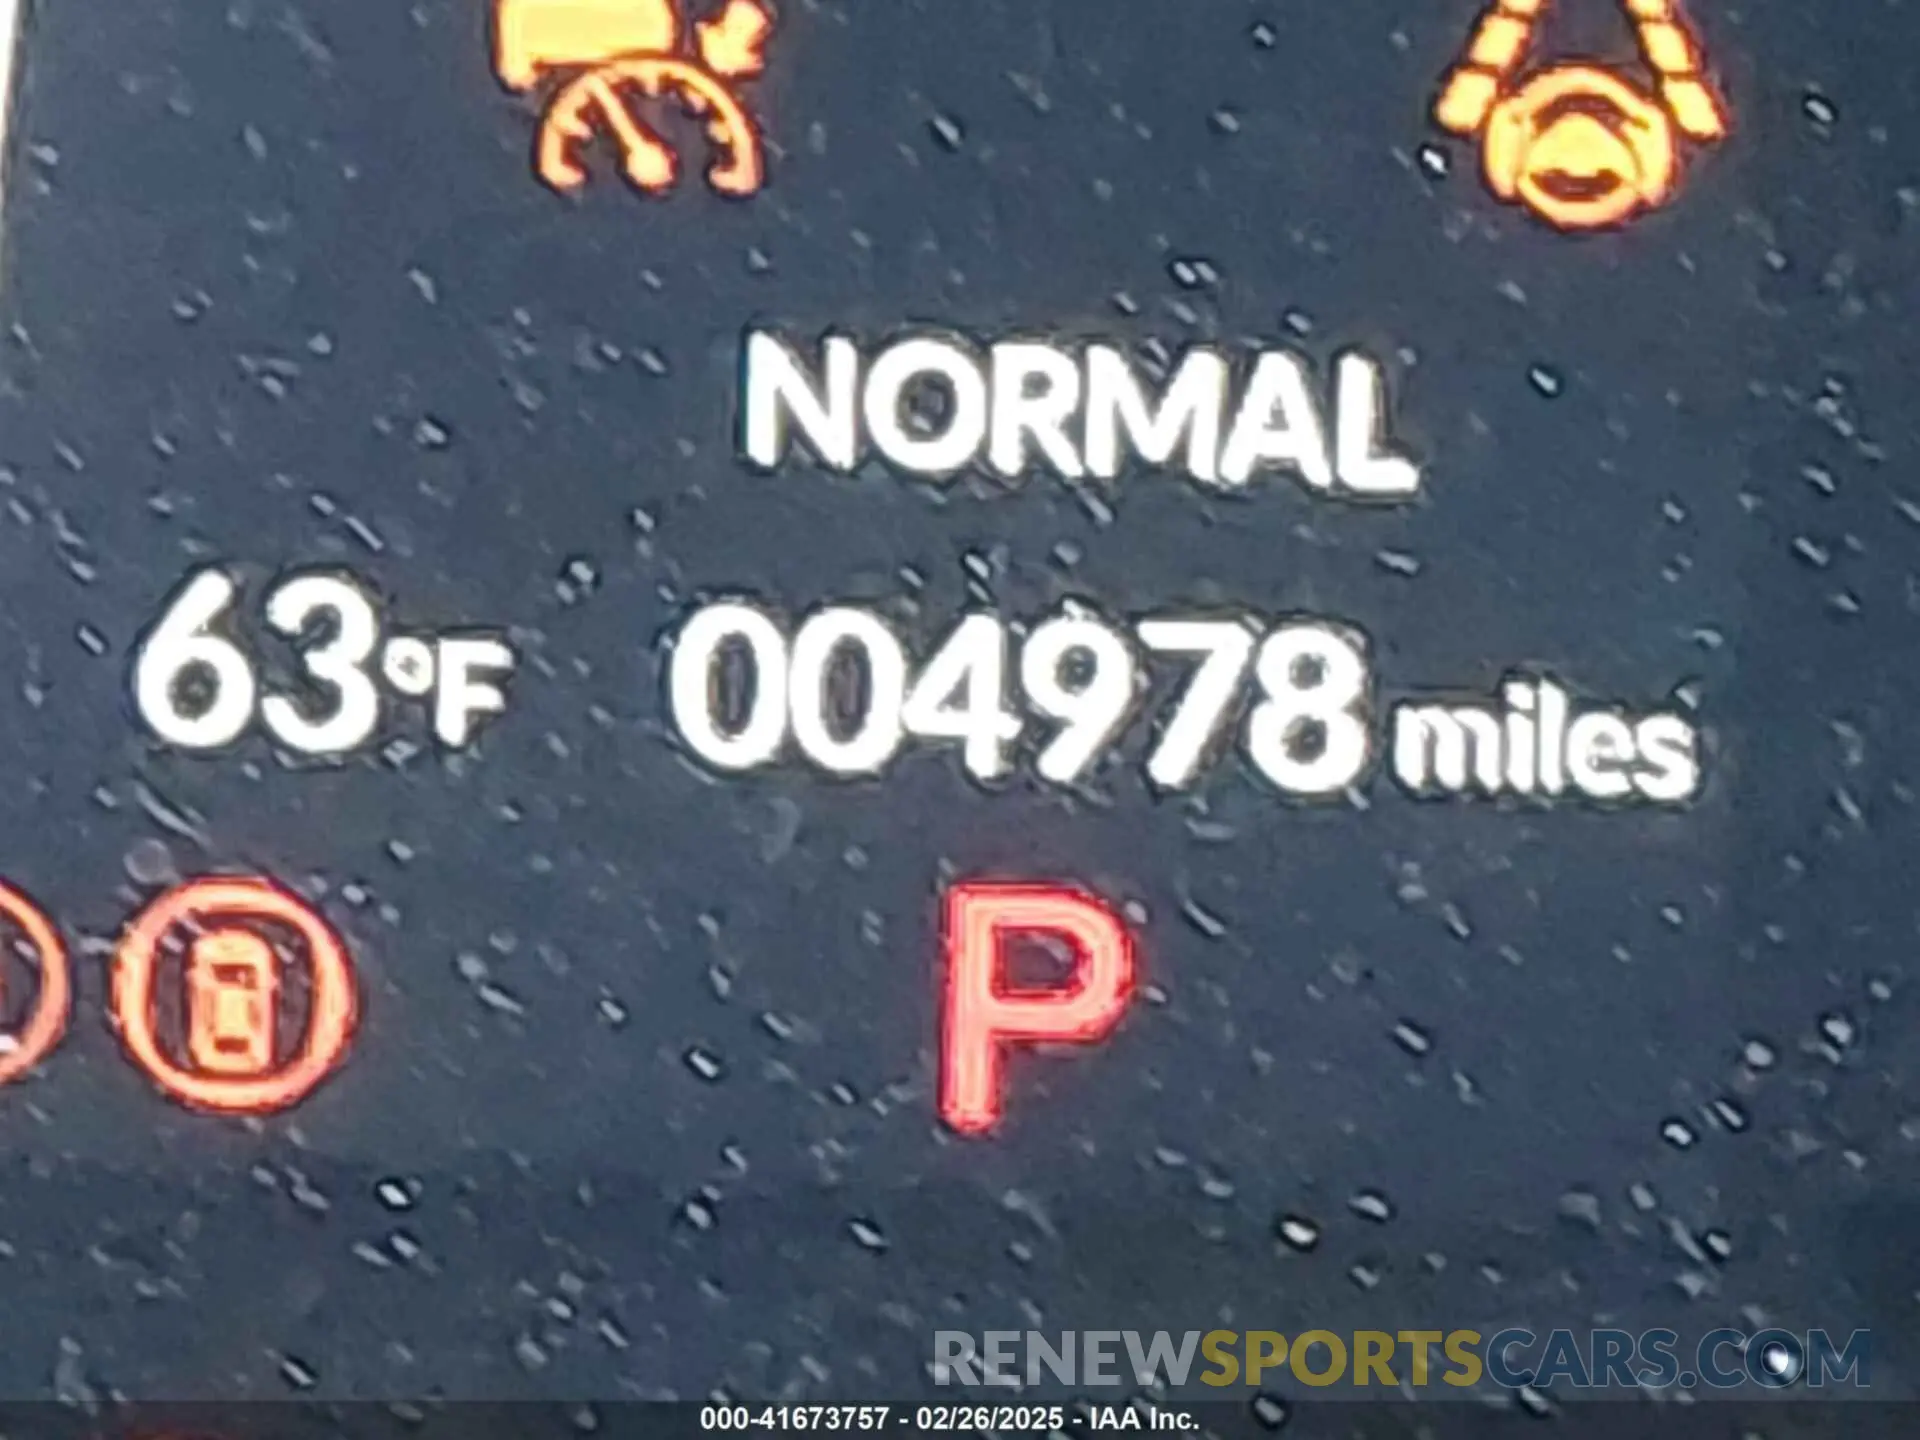 NORMAL
63°F 004978 miles
P
RENEWSPORTSCARS.COM
000-41673757 - 02/26/2025 - IAA Inc.